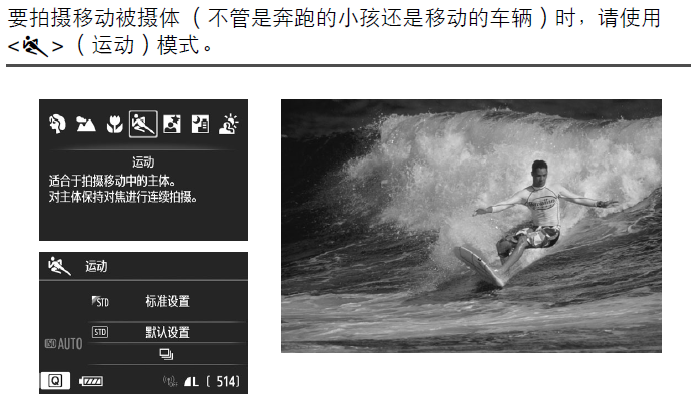 要拍摄移动被摄体（不管是奔跑的小孩还是移动的车辆）时，请使用
< >（运动）模式。
运动
适合于拍摄移动中的主体。
对主体保持对焦进行连续拍摄。
运动
STD 标准设置
STD 默认设置
ISO AUTO
Q L ( 514)